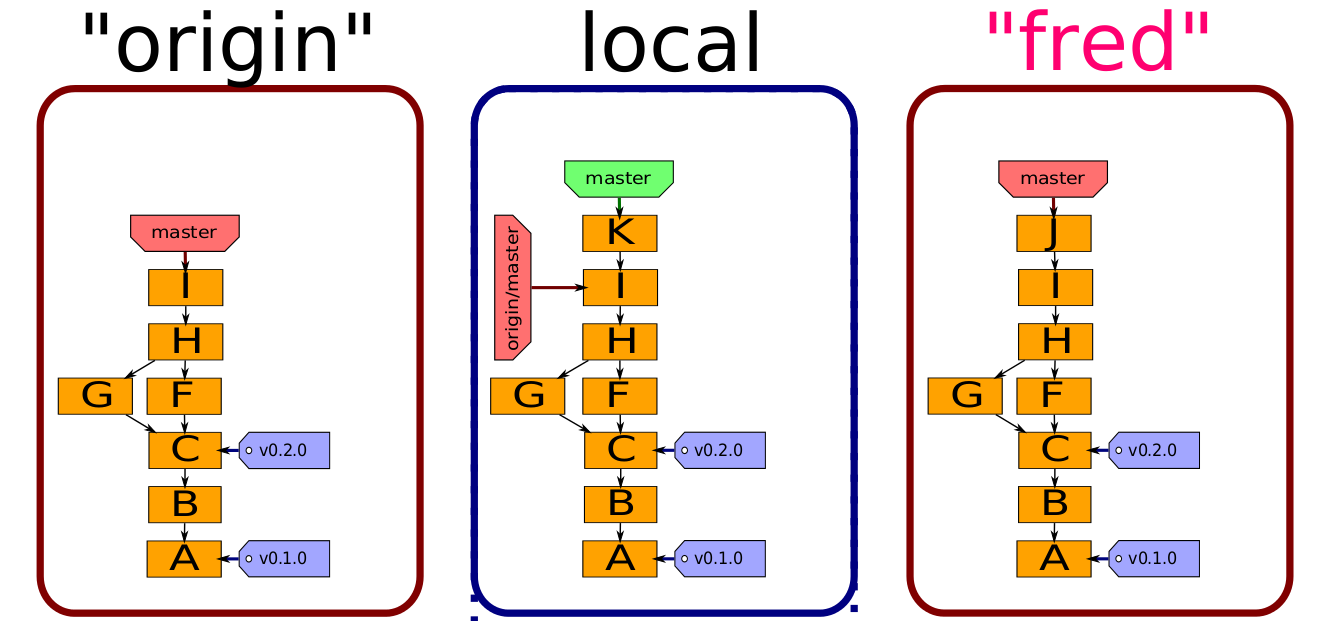 "origin"
master
I
H
G F
C v0.2.0
B
A v0.1.0
local
master
K
origin/master
I
H
G F
C v0.2.0
B
A v0.1.0
"fred"
master
J
I
H
G F
C v0.2.0
B
A v0.1.0